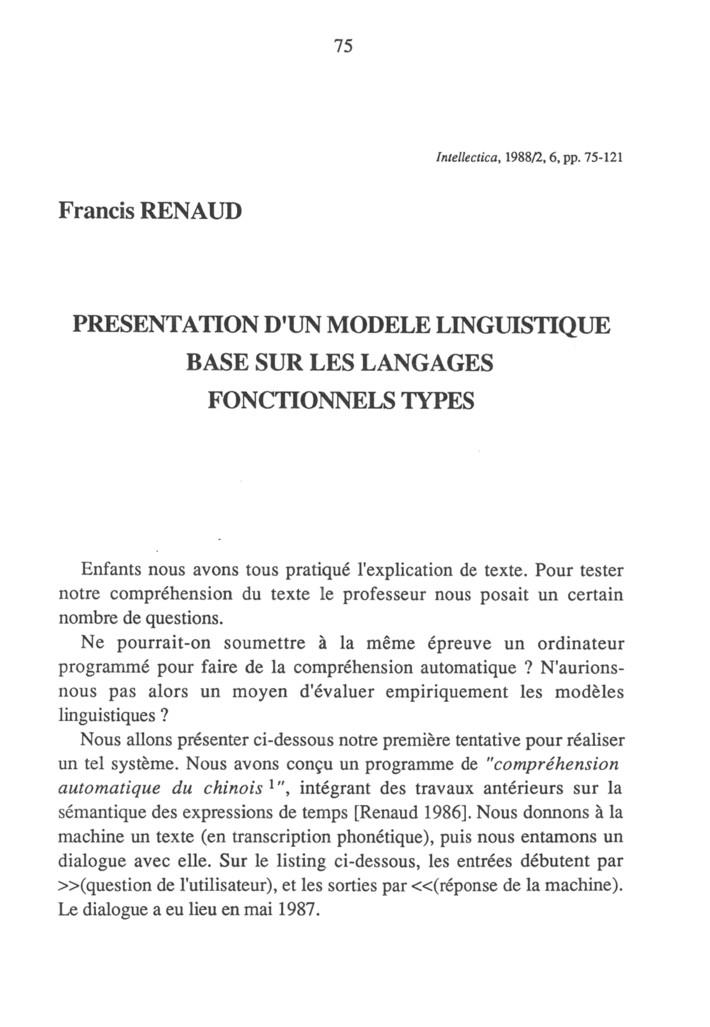 75
Intellectica, 1988/2, 6, pp. 75-121
Francis RENAUD
PRESENTATION D'UN MODELE LINGUISTIQUE
BASE SUR LES LANGAGES
FONCTIONNELS TYPES
Enfants nous avons tous pratiqué l'explication de texte. Pour tester
notre compréhension du texte le professeur nous posait un certain
nombre de questions.
Ne pourrait-on soumettre à la même épreuve un ordinateur
programmé pour faire de la compréhension automatique ? N'aurions-
nous pas alors un moyen d'évaluer empiriquement les modèles
linguistiques ?
Nous allons présenter ci-dessous notre première tentative pour réaliser
un tel système. Nous avons conçu un programme de "compréhension
automatique du chinois 1", intégrant des travaux antérieurs sur la
sémantique des expressions de temps [Renaud 1986]. Nous donnons à la
machine un texte (en transcription phonétique), puis nous entamons un
dialogue avec elle. Sur le listing ci-dessous, les entrées débutent par
>>(question de l'utilisateur), et les sorties par <<(réponse de la machine).
Le dialogue a eu lieu en mai 1987.